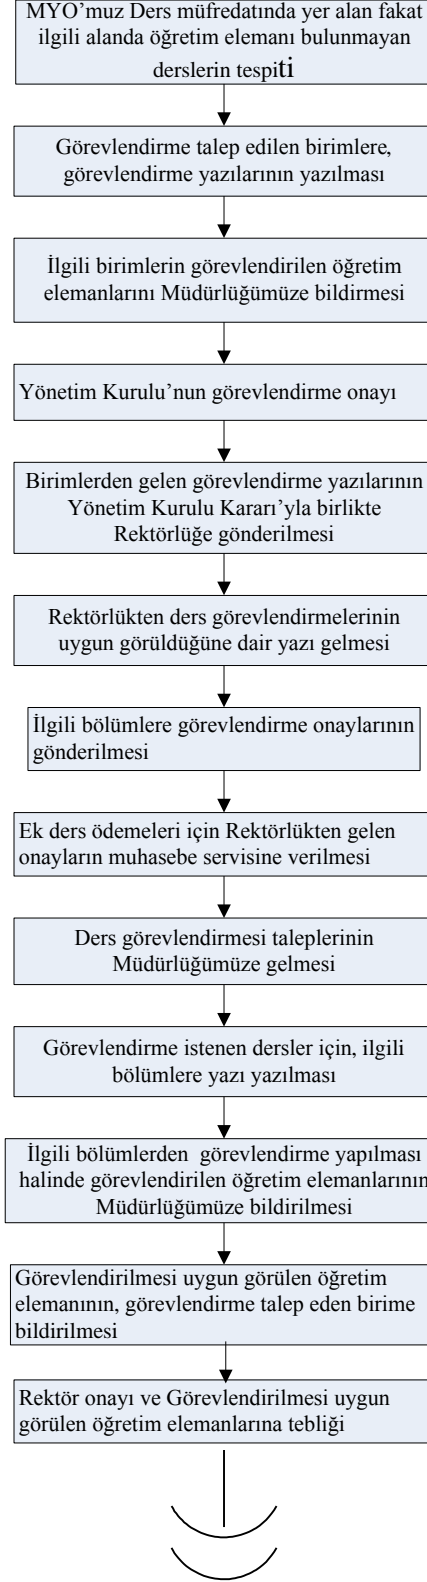 MYO’muz Ders müfredatında yer alan fakat
ilgili alanda öğretim elemanı bulunmayan
derslerin tespiti
Görevlendirme talep edilen birimlere,
görevlendirme yazılarının yazılması
İlgili birimlerin görevlendirilen öğretim
elemanlarını Müdürlüğümüze bildirmesi
Yönetim Kurulu’nun görevlendirme onayı
Birimlerden gelen görevlendirme yazılarının
Yönetim Kurulu Kararı’yla birlikte
Rektörlüğe gönderilmesi
Rektörlükten ders görevlendirmelerinin
uygun görüldüğüne dair yazı gelmesi
İlgili bölümlere görevlendirme onaylarının
gönderilmesi
Ek ders ödemeleri için Rektörlükten gelen
onayların muhasebe servisine verilmesi
Ders görevlendirmesi taleplerinin
Müdürlüğümüze gelmesi
Görevlendirme istenen dersler için, ilgili
bölümlere yazı yazılması
İlgili bölümlerden görevlendirme yapılması
halinde görevlendirilen öğretim elemanlarının
Müdürlüğümüze bildirilmesi
Görevlendirilmesi uygun görülen öğretim
elemanının, görevlendirme talep eden birime
bildirilmesi
Rektör onayı ve Görevlendirilmesi uygun
görülen öğretim elemanlarına tebliği